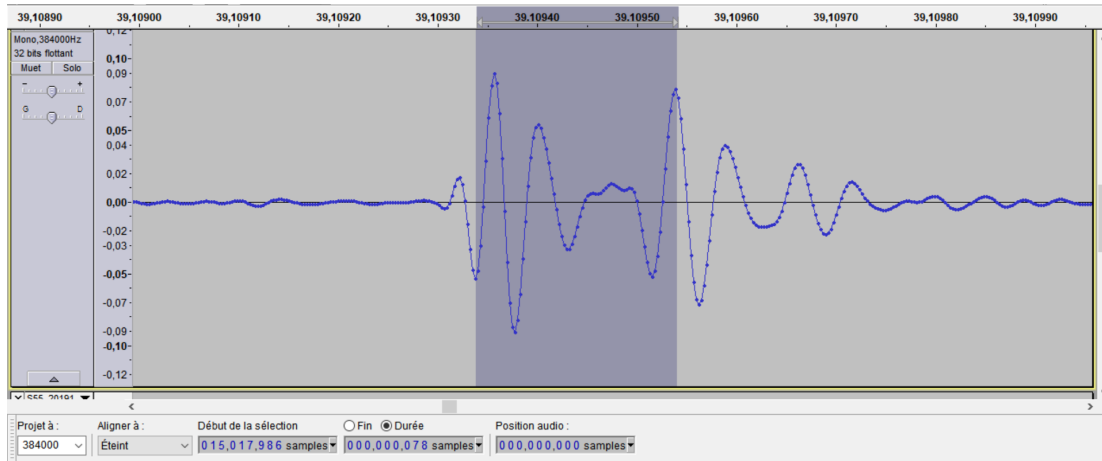 39,10890 39,10900 39,10910 39,10920 39,10930 39,10940 39,10950 39,10960 39,10970 39,10980 39,10990
Mono,384000Hz
32 bits flottant
Muet Solo
- +
G D
0,12
0,10
0,09
0,07
0,05
0,04
0,02
0,00
-0,02
-0,03
-0,05
-0,07
-0,09
-0,10
-0,12
S55_20191
Projet à : Aligner à : Début de la sélection Fin Durée Position audio :
384000 Éteint 015,017,986 samples 000,000,078 samples 000,000,000 samples